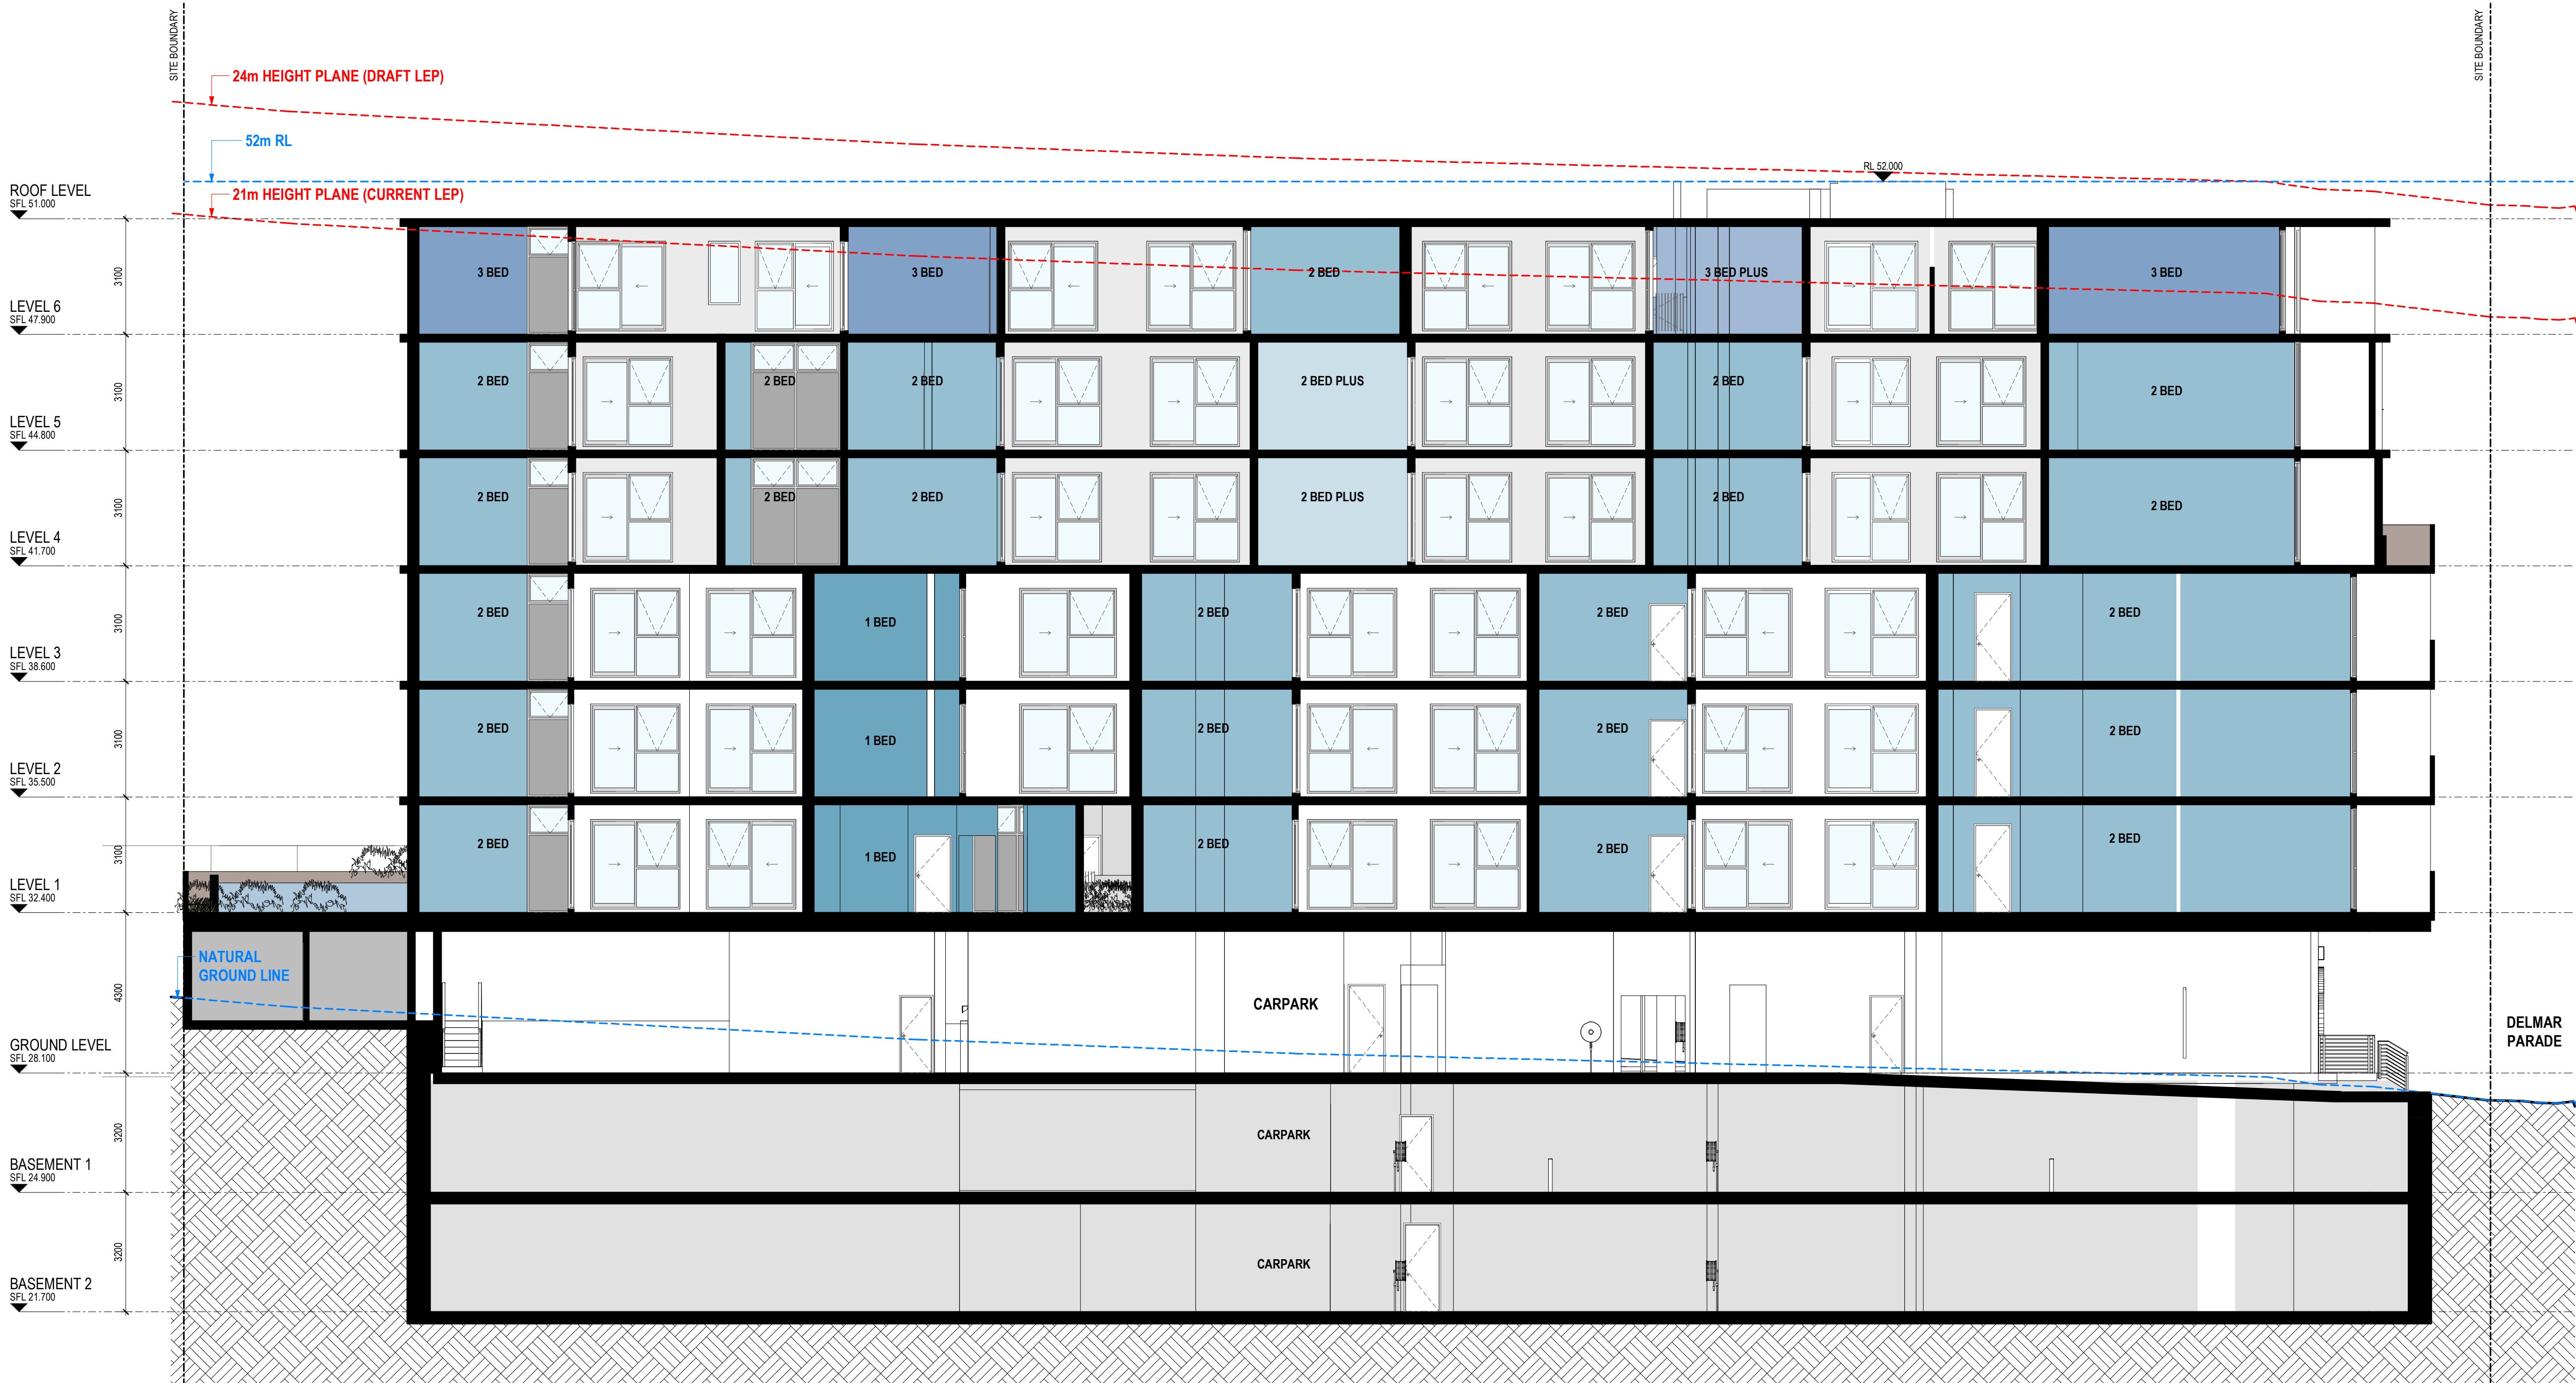 SITE BOUNDARY
SITE BOUNDARY
24m HEIGHT PLANE (DRAFT LEP)
52m RL
RL 52.000
ROOF LEVEL
SFL 51.000
21m HEIGHT PLANE (CURRENT LEP)
3100
3 BED
3 BED
2 BED
3 BED PLUS
3 BED
LEVEL 6
SFL 47.900
3100
2 BED
2 BED
2 BED
2 BED PLUS
2 BED
2 BED
LEVEL 5
SFL 44.800
3100
2 BED
2 BED
2 BED
2 BED PLUS
2 BED
2 BED
LEVEL 4
SFL 41.700
3100
2 BED
1 BED
2 BED
2 BED
2 BED
LEVEL 3
SFL 38.600
3100
2 BED
1 BED
2 BED
2 BED
2 BED
LEVEL 2
SFL 35.500
3100
2 BED
1 BED
2 BED
2 BED
2 BED
LEVEL 1
SFL 32.400
NATURAL
GROUND LINE
4300
CARPARK
DELMAR
PARADE
GROUND LEVEL
SFL 28.100
3200
CARPARK
BASEMENT 1
SFL 24.900
3200
CARPARK
BASEMENT 2
SFL 21.700